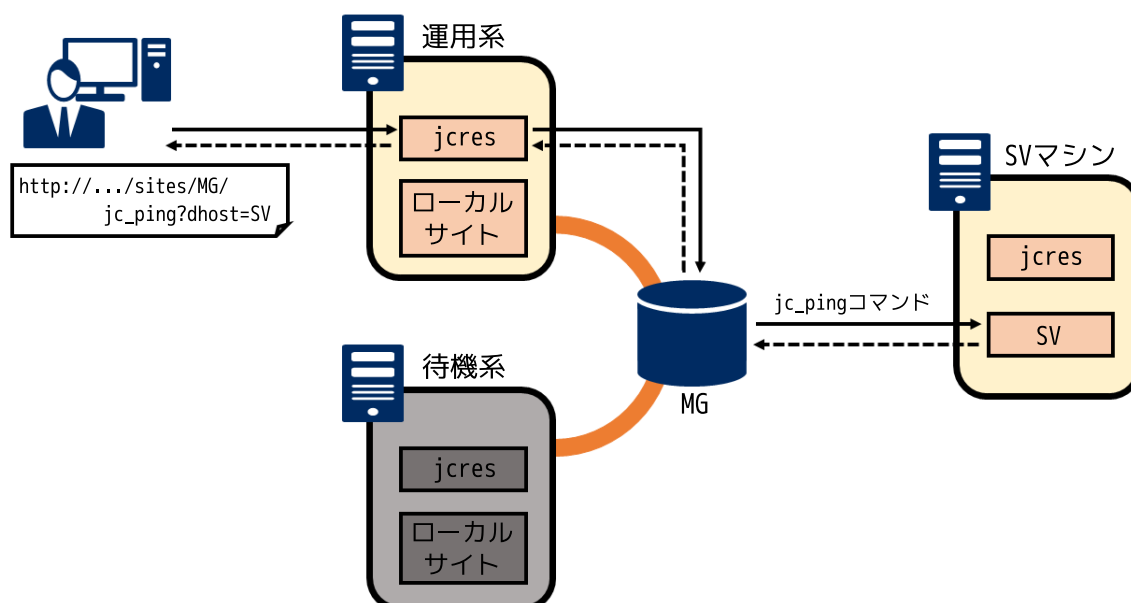 運用系
jcres
ローカル
サイト
http://.../sites/MG/
jc_ping?dhost=SV
SVマシン
jcres
SV
jc_pingコマンド
MG
待機系
jcres
ローカル
サイト